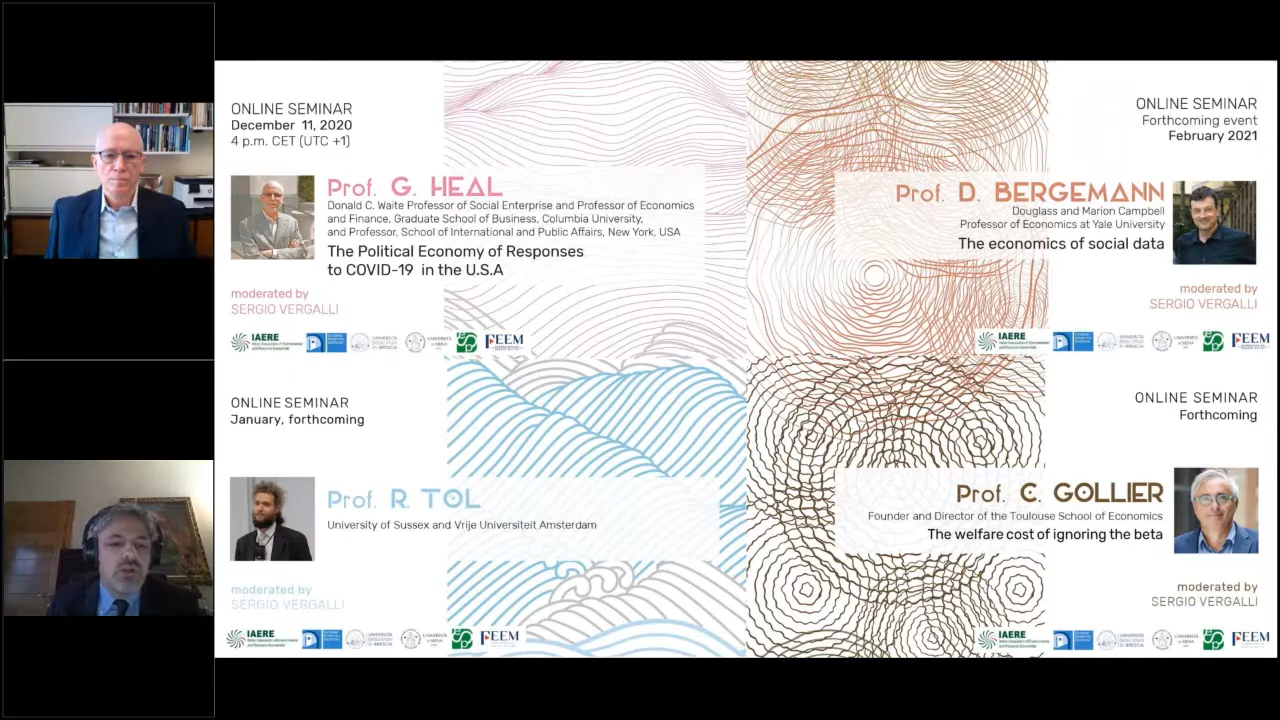 ONLINE SEMINAR
December 11, 2020
4 p.m. CET (UTC +1)
Prof. G. HEAL
Donald C. Waite Professor of Social Enterprise and Professor of Economics
and Finance, Graduate School of Business, Columbia University,
and Professor, School of International and Public Affairs, New York, USA
The Political Economy of Responses
to COVID-19 in the U.S.A
moderated by
SERGIO VERGALLI
IAERE
FEEM
ONLINE SEMINAR
Forthcoming event
February 2021
Prof. D. BERGEMANN
Douglass and Marion Campbell
Professor of Economics at Yale University
The economics of social data
moderated by
SERGIO VERGALLI
IAERE
FEEM
ONLINE SEMINAR
January, forthcoming
Prof. R. TOL
University of Sussex and Vrije Universiteit Amsterdam
moderated by
SERGIO VERGALLI
IAERE
FEEM
ONLINE SEMINAR
Forthcoming
Prof. C. GOLLIER
Founder and Director of the Toulouse School of Economics
The welfare cost of ignoring the beta
moderated by
SERGIO VERGALLI
IAERE
FEEM